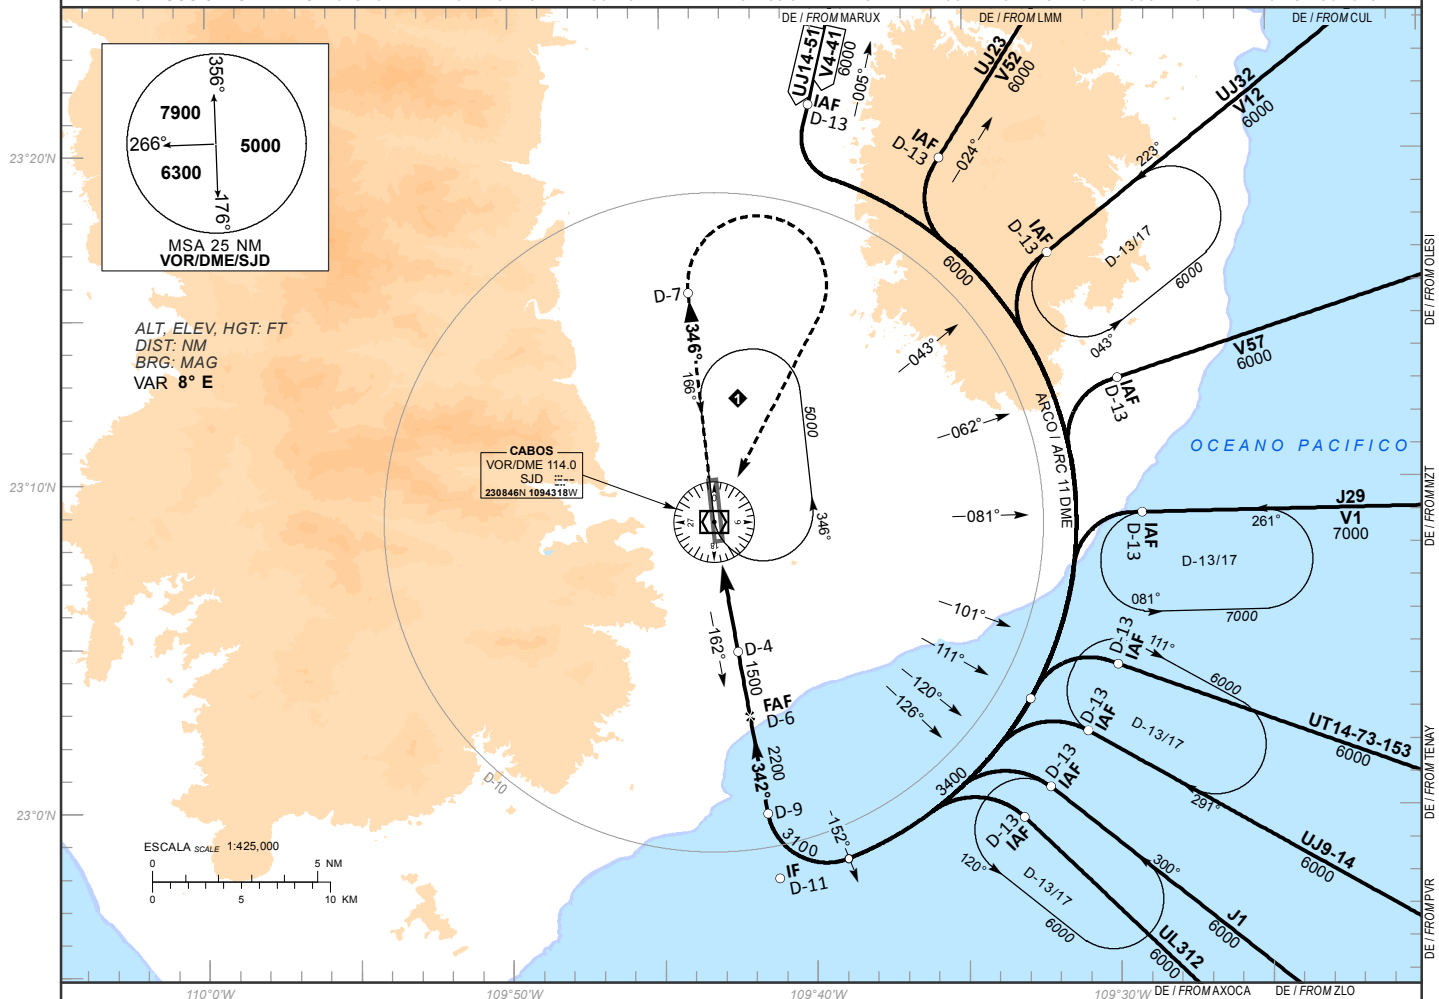 DE / FROM MARUX
DE / FROM LMM
DE / FROM CUL
356°
7900
266°
5000
6300
176°
MSA 25 NM
VOR/DME/SJD
ALT, ELEV, HGT: FT
DIST: NM
BRG: MAG
VAR 8° E
UJ14-51
V4-41
6000
005°
IAF
D-13
UJ23
V52
6000
IAF
D-13
024°
UJ32
V12
6000
223°
IAF
D-13
D-13/17
6000
043°
6000
043°
DE / FROM OLESI
V57
6000
IAF
D-13
ARCO / ARC 11 DME
062°
OCEANO PACIFICO
D-7
346°
166°
1
5000
346°
CABOS
VOR/DME 114.0
SJD
230846N 1094318W
0
9
18
27
081°
J29
V1
7000
261°
IAF
D-13
D-13/17
081°
7000
DE / FROM MZT
101°
111°
120°
126°
D-13
IAF
111°
6000
D-13
IAF
D-13/17
UT14-73-153
6000
DE / FROM TENAY
291°
UJ9-14
6000
162°
D-4
1500
FAF
D-6
2200
342°
D-9
3100
152°
IF
D-11
3400
D-13
IAF
D-13
IAF
120°
D-13/17
300°
6000
J1
6000
UL312
6000
DE / FROM PVR
D-10
ESCALA SCALE 1:425,000
0 5 NM
0 5 10 KM
23°20'N
23°10'N
23°0'N
110°0'W
109°50'W
109°40'W
109°30'W
DE / FROM AXOCA
DE / FROM ZLO